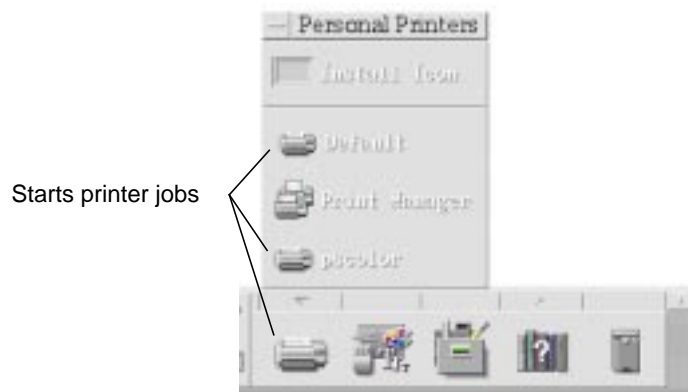 Personal Printers
Install Icon
Default
Starts printer jobs
Print Manager
pscolor
?